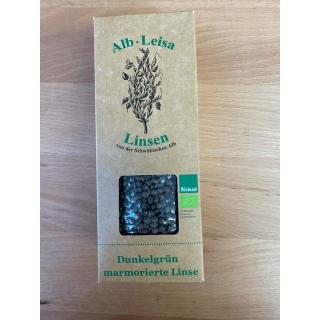 Alb-Leisa
Linsen
von der Schwäbischen Alb
Bioland
Dunkelgrün
marmorierte Linse